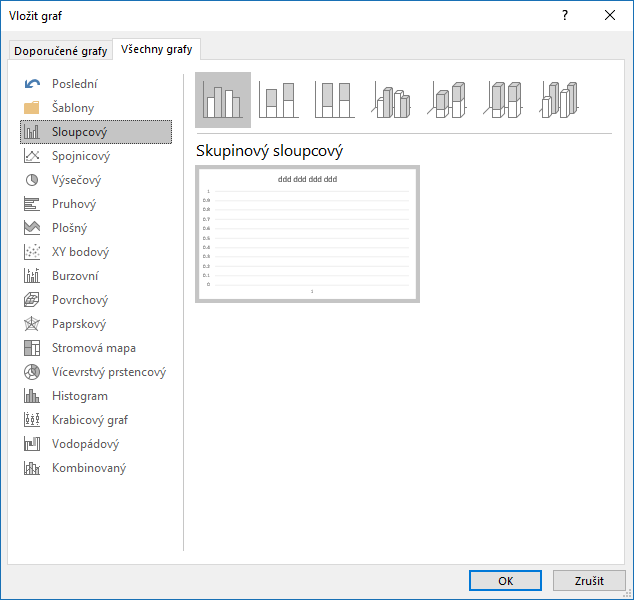 Vložit graf
?
Doporučené grafy
Všechny grafy
Poslední
Šablony
Sloupcový
Spojnicový
Výsečový
Pruhový
Plošný
XY bodový
Burzovní
Povrchový
Paprskový
Stromová mapa
Vícevrstvý prstencový
Histogram
Krabicový graf
Vodopádový
Kombinovaný
Skupinový sloupcový
ddd ddd ddd ddd
1
0.9
0.8
0.7
0.6
0.5
0.4
0.3
0.2
0.1
0
1
OK
Zrušit